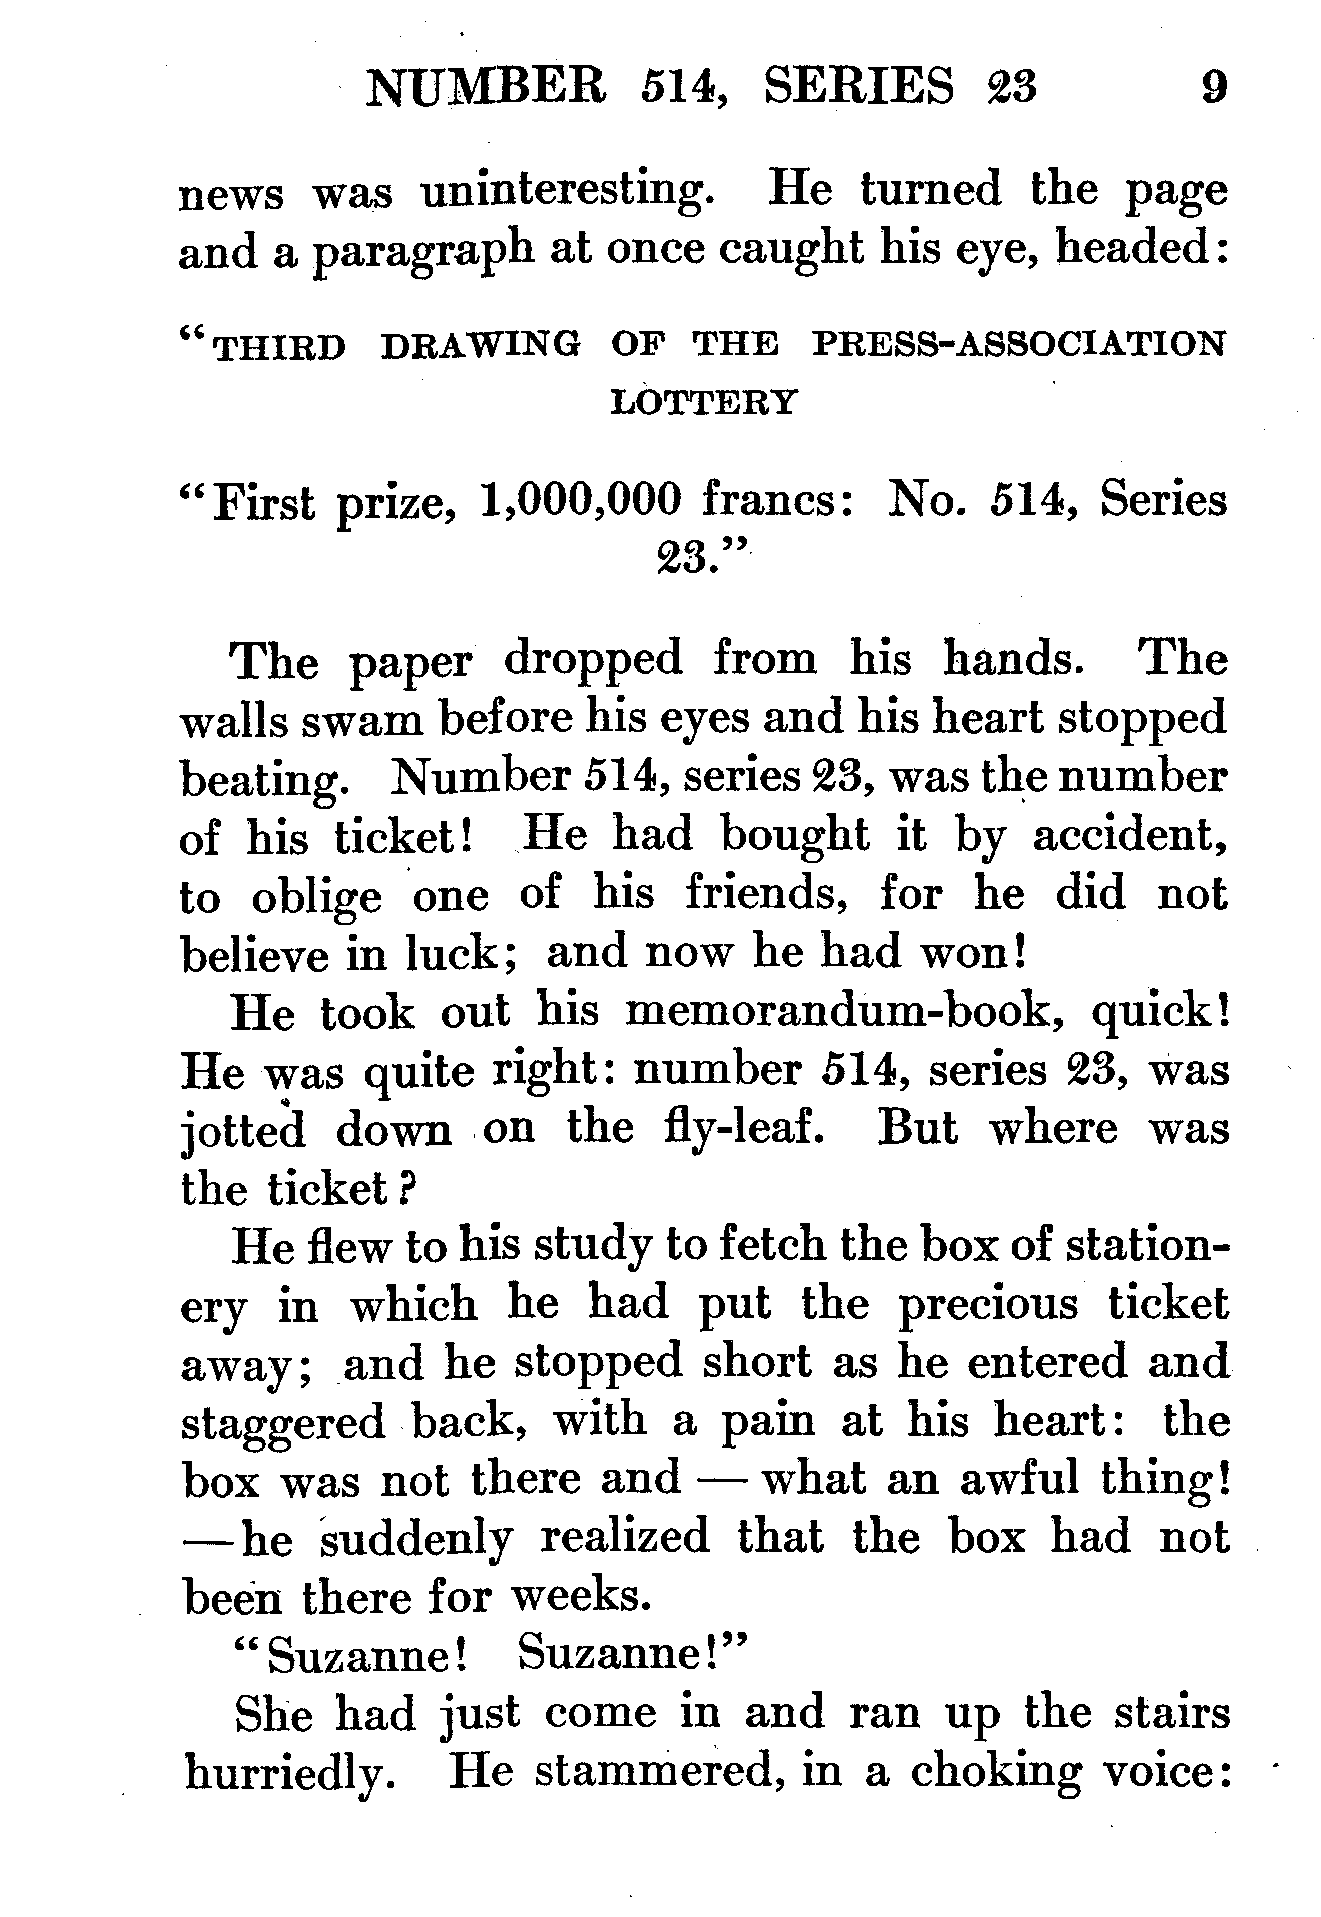 NUMBER 514, SERIES 23 9
news was uninteresting. He turned the page
and a paragraph at once caught his eye, headed:
"THIRD DRAWING OF THE PRESS-ASSOCIATION
LOTTERY
"First prize, 1,000,000 francs: No. 514, Series
23."
The paper dropped from his hands. The
walls swam before his eyes and his heart stopped
beating. Number 514, series 23, was the number
of his ticket! He had bought it by accident,
to oblige one of his friends, for he did not
believe in luck; and now he had won!
He took out his memorandum-book, quick!
He was quite right: number 514, series 23, was
jotted down on the fly-leaf. But where was
the ticket?
He flew to his study to fetch the box of station-
ery in which he had put the precious ticket
away; and he stopped short as he entered and
staggered back, with a pain at his heart: the
box was not there and — what an awful thing!
— he suddenly realized that the box had not
been there for weeks.
"Suzanne! Suzanne!"
She had just come in and ran up the stairs
hurriedly. He stammered, in a choking voice: